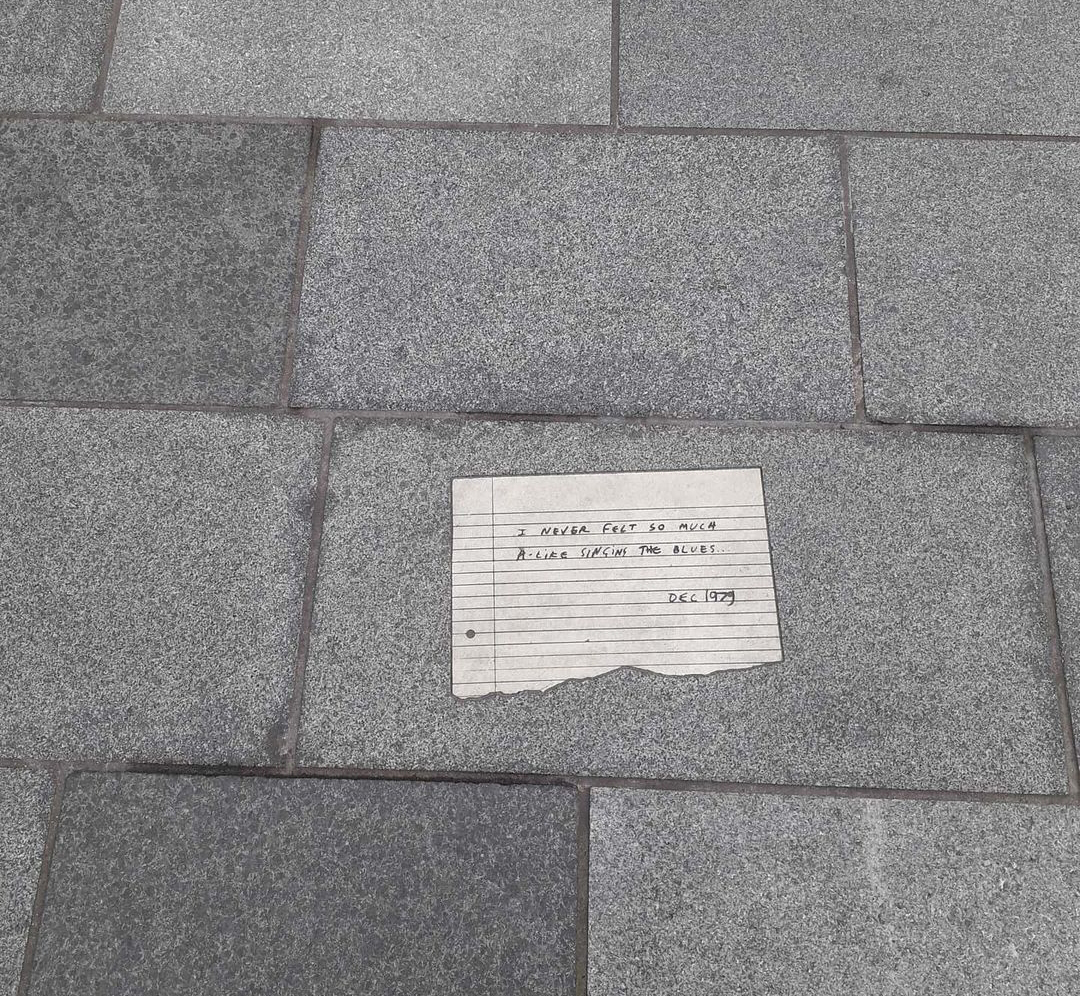 I NEVER FELT SO MUCH
A-LIKE SINGING THE BLUES..
DEC 1979